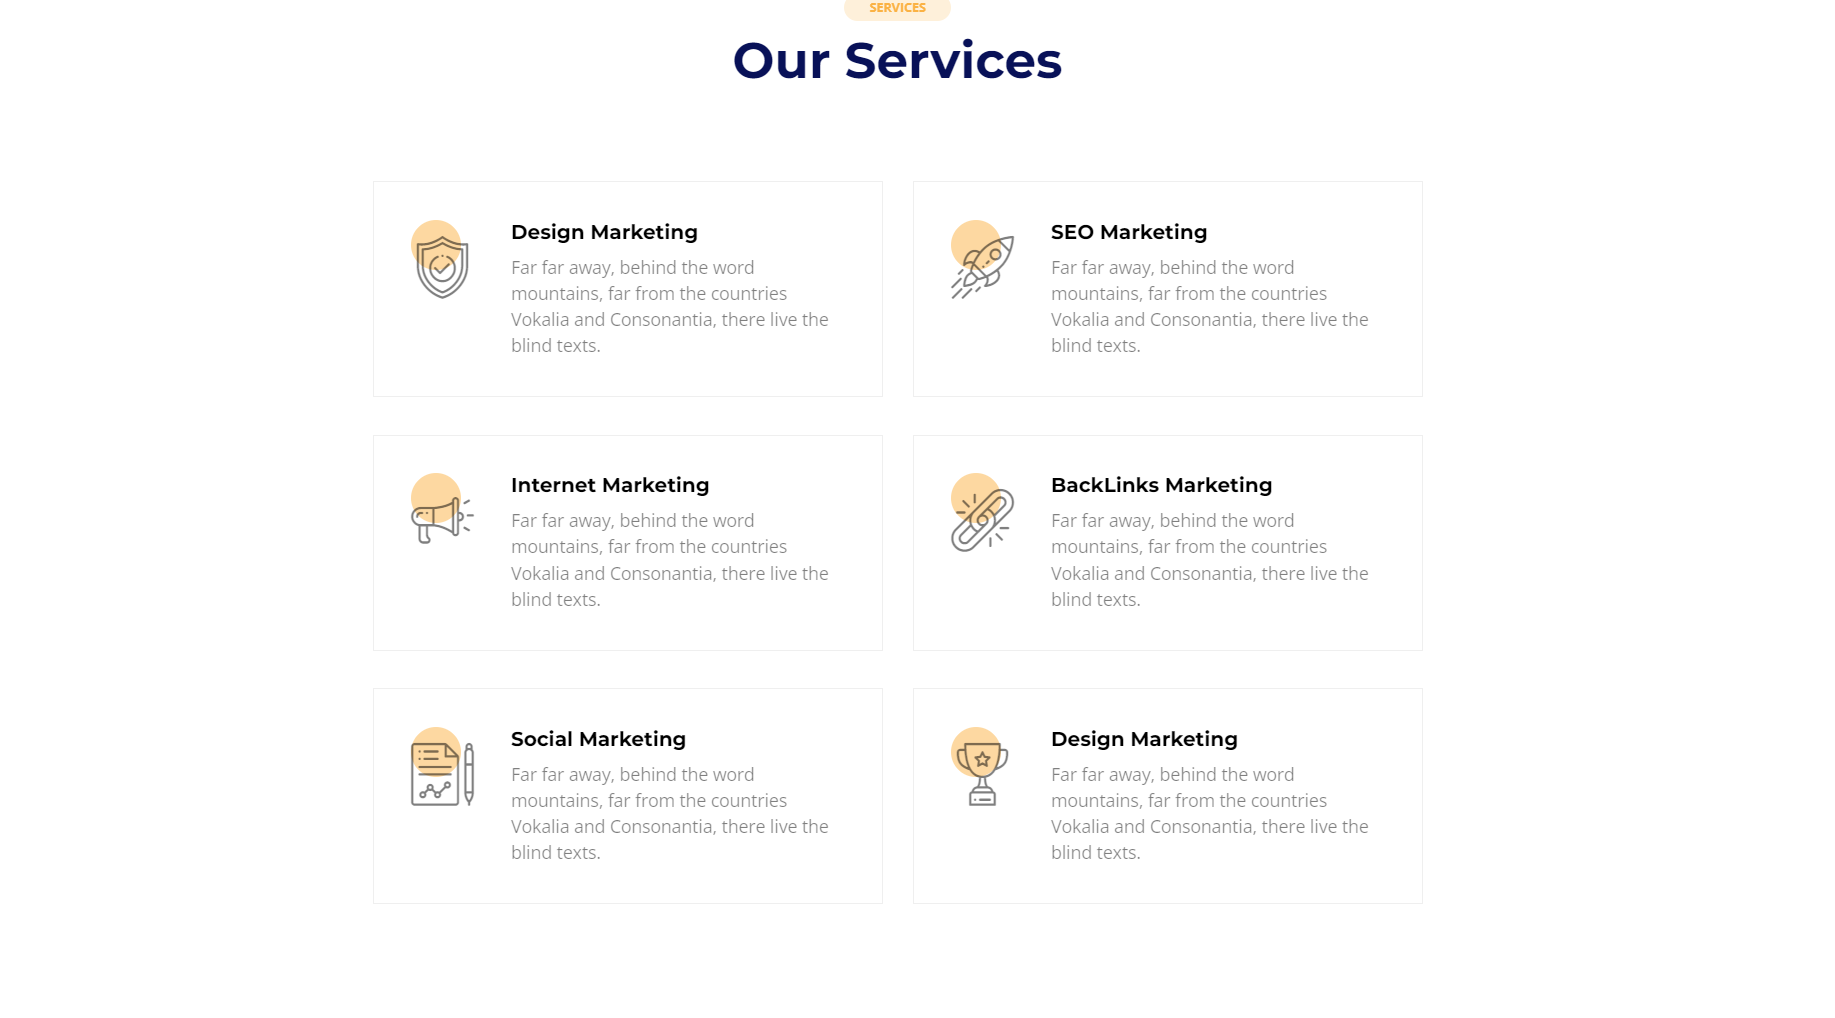 SERVICES
Our Services
Design Marketing
Far far away, behind the word
mountains, far from the countries
Vokalia and Consonantia, there live the
blind texts.
SEO Marketing
Far far away, behind the word
mountains, far from the countries
Vokalia and Consonantia, there live the
blind texts.
Internet Marketing
Far far away, behind the word
mountains, far from the countries
Vokalia and Consonantia, there live the
blind texts.
BackLinks Marketing
Far far away, behind the word
mountains, far from the countries
Vokalia and Consonantia, there live the
blind texts.
Social Marketing
Far far away, behind the word
mountains, far from the countries
Vokalia and Consonantia, there live the
blind texts.
Design Marketing
Far far away, behind the word
mountains, far from the countries
Vokalia and Consonantia, there live the
blind texts.